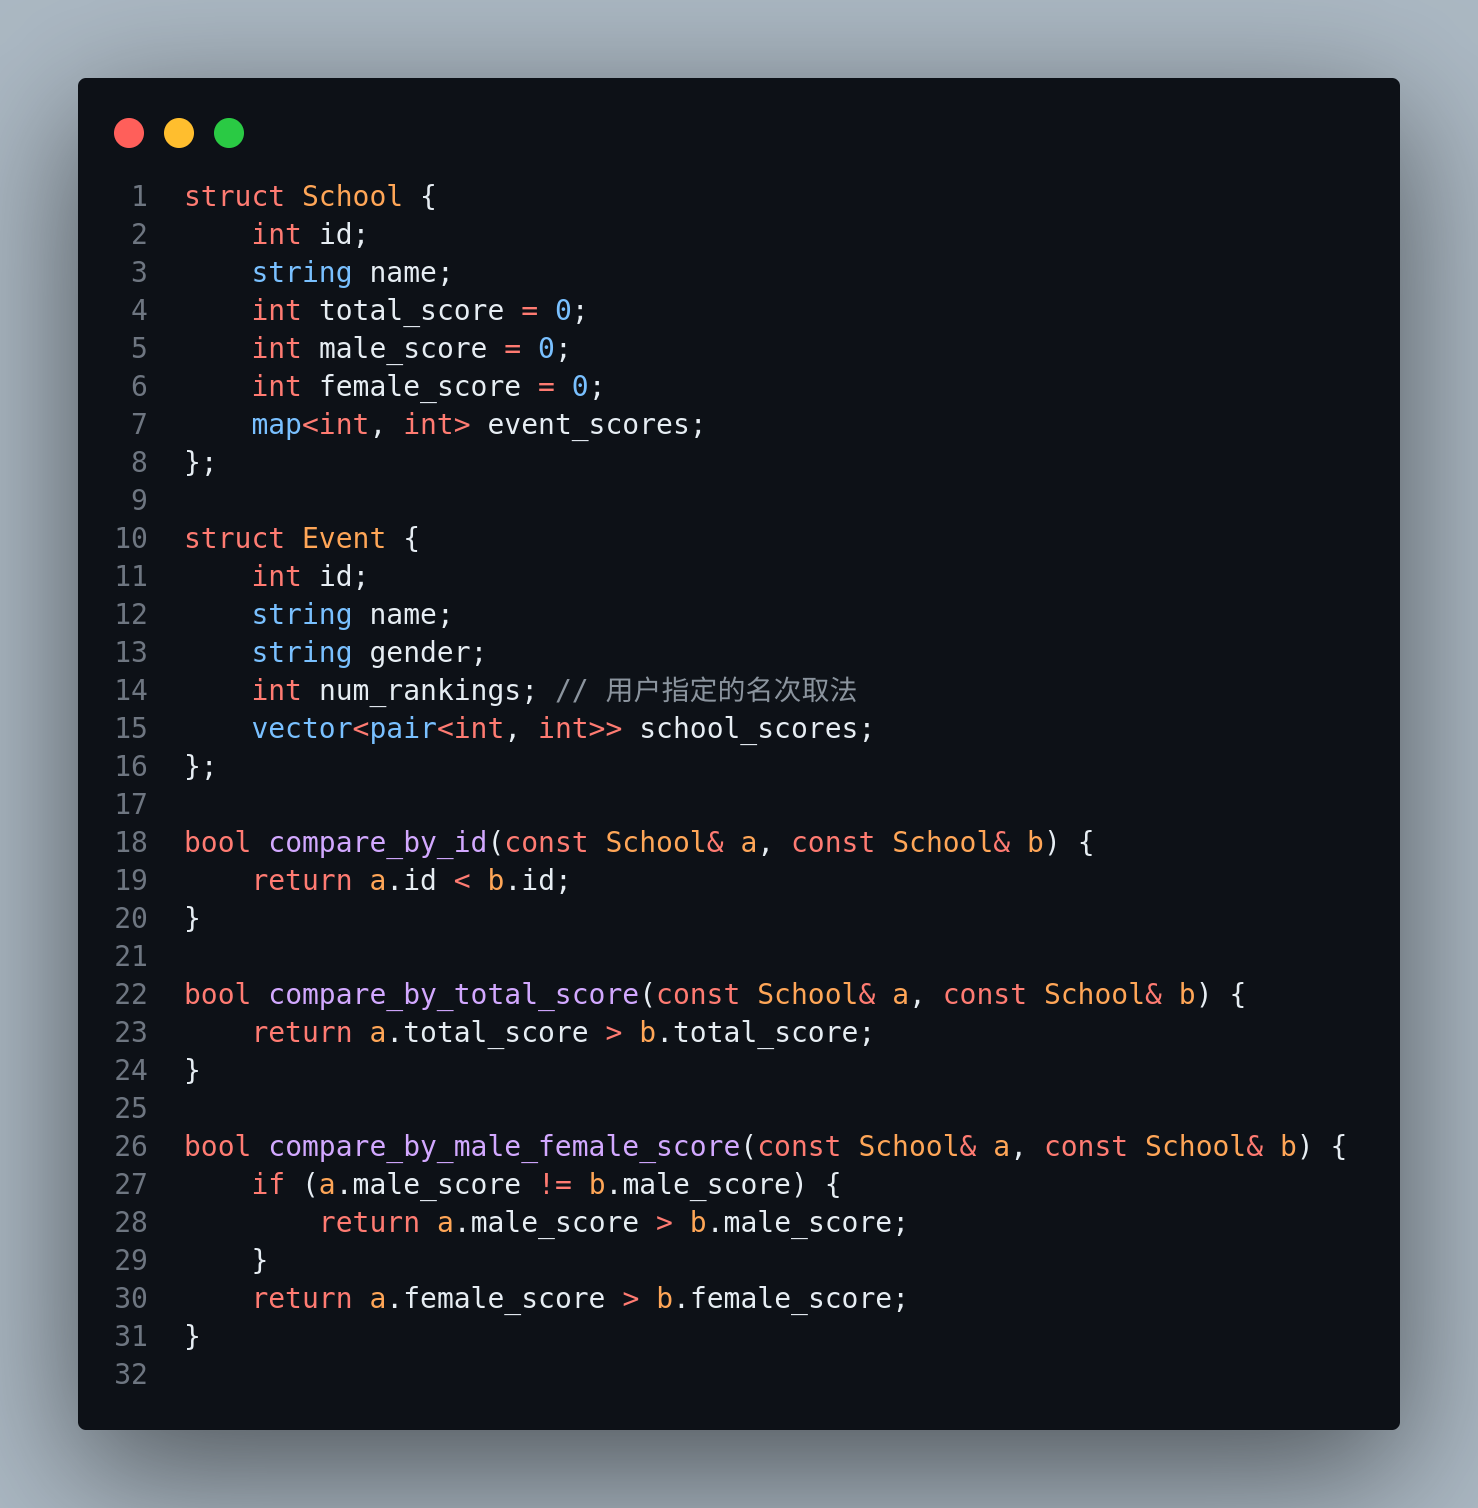 1 struct School {
2     int id;
3     string name;
4     int total_score = 0;
5     int male_score = 0;
6     int female_score = 0;
7     map<int, int> event_scores;
8 };
9
10 struct Event {
11     int id;
12     string name;
13     string gender;
14     int num_rankings; // 用户指定的名次取法
15     vector<pair<int, int>> school_scores;
16 };
17
18 bool compare_by_id(const School& a, const School& b) {
19     return a.id < b.id;
20 }
21
22 bool compare_by_total_score(const School& a, const School& b) {
23     return a.total_score > b.total_score;
24 }
25
26 bool compare_by_male_female_score(const School& a, const School& b) {
27     if (a.male_score != b.male_score) {
28         return a.male_score > b.male_score;
29     }
30     return a.female_score > b.female_score;
31 }
32